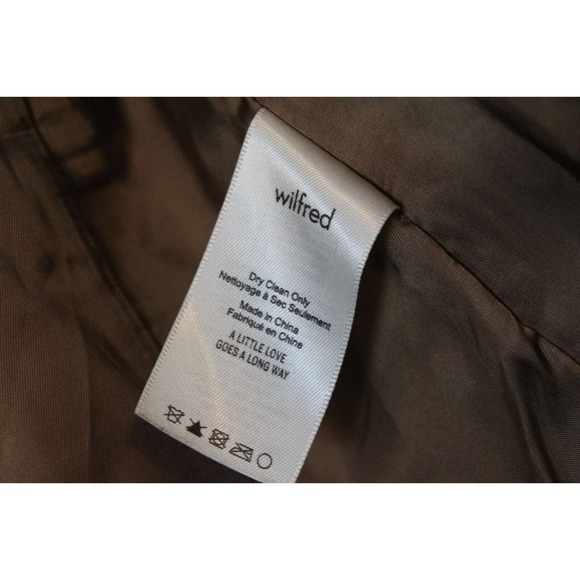 wilfred
Dry Clean Only
Nettoyage à Sec Seulement
Made in China
Fabriqué en Chine
A LITTLE LOVE
GOES A LONG WAY